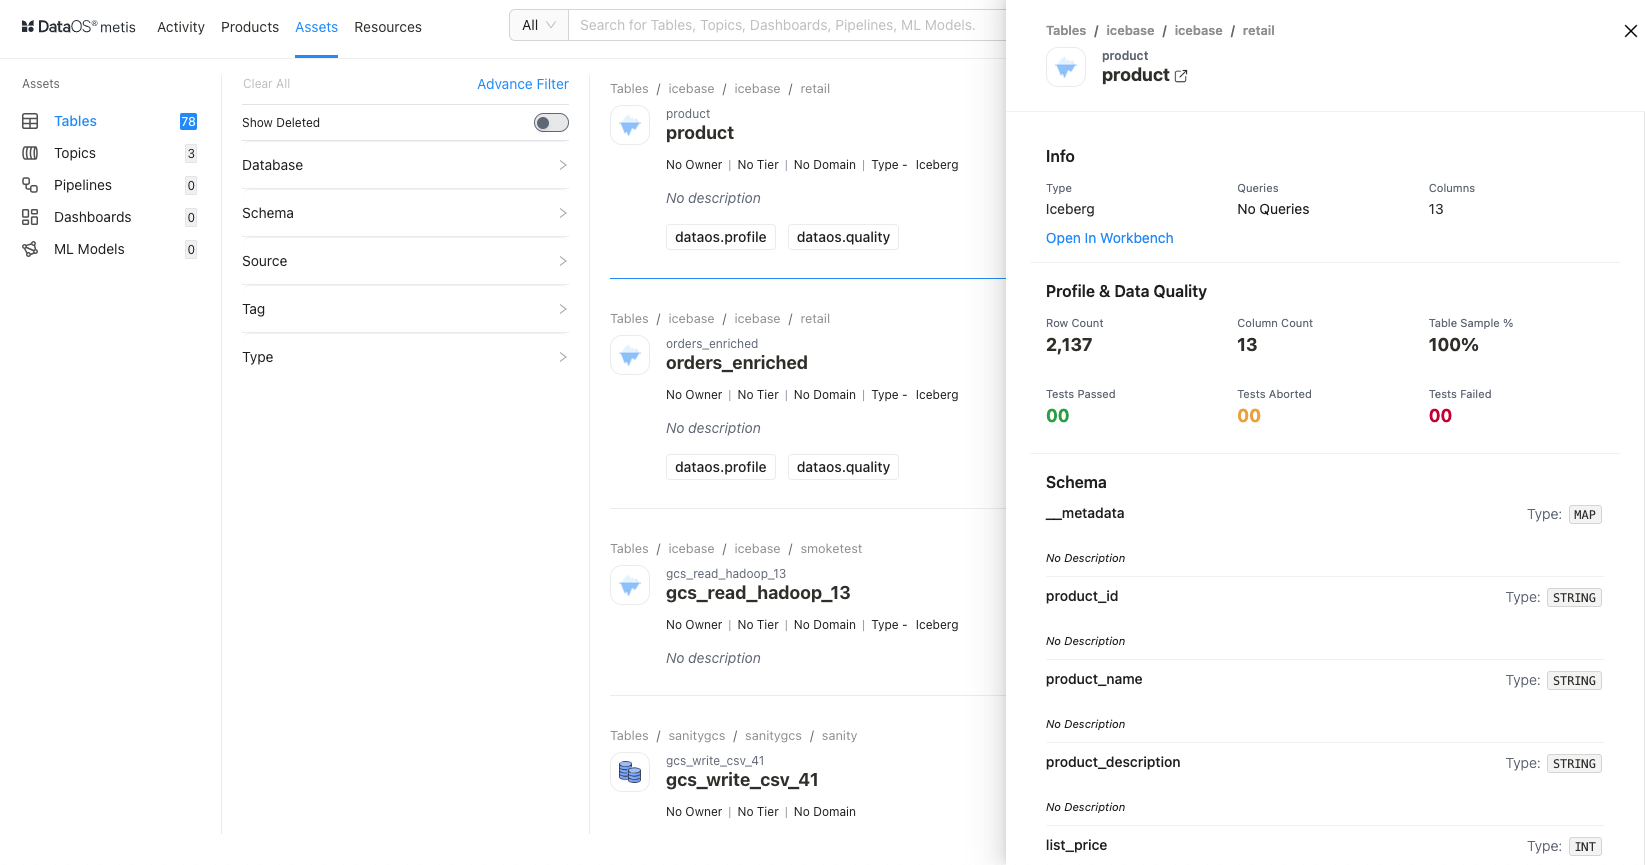 DataOS® metis
Activity
Products
Assets
Resources
All
Search for Tables, Topics, Dashboards, Pipelines, ML Models.
Assets
Tables 78
Topics 3
Pipelines 0
Dashboards 0
ML Models 0
Clear All
Advance Filter
Show Deleted
Database
Schema
Source
Tag
Type
Tables / icebase / icebase / retail
product
product
No Owner | No Tier | No Domain | Type - Iceberg
No description
dataos.profile
dataos.quality
Tables / icebase / icebase / retail
orders_enriched
orders_enriched
No Owner | No Tier | No Domain | Type - Iceberg
No description
dataos.profile
dataos.quality
Tables / icebase / icebase / smoketest
gcs_read_hadoop_13
gcs_read_hadoop_13
No Owner | No Tier | No Domain | Type - Iceberg
No description
Tables / sanitygcs / sanitygcs / sanity
gcs_write_csv_41
gcs_write_csv_41
No Owner | No Tier | No Domain
Tables / icebase / icebase / retail
product
product
Info
Type
Queries
Columns
Iceberg
No Queries
13
Open In Workbench
Profile & Data Quality
Row Count
Column Count
Table Sample %
2,137
13
100%
Tests Passed
Tests Aborted
Tests Failed
00
00
00
Schema
__metadata
Type: MAP
No Description
product_id
Type: STRING
No Description
product_name
Type: STRING
No Description
product_description
Type: STRING
No Description
list_price
Type: INT